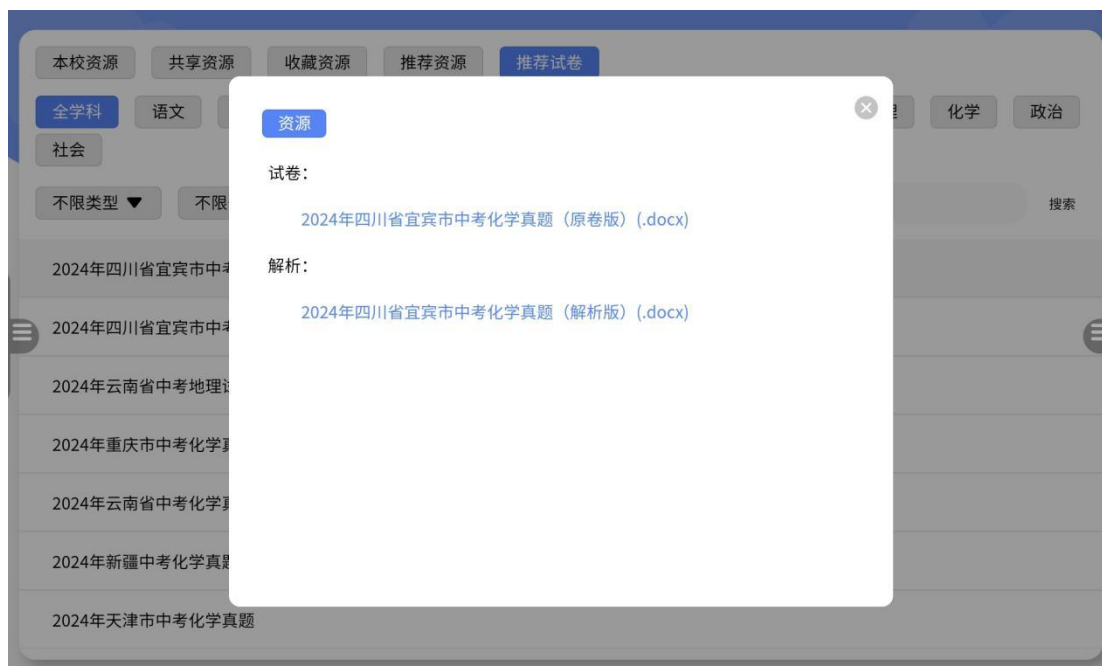 本校资源 共享资源 收藏资源 推荐资源 推荐试卷
全学科 语文 化学 政治
社会
不限类型 不限 搜索
资源
试卷：
2024年四川省宜宾市中考化学真题（原卷版）(.docx)
解析：
2024年四川省宜宾市中考化学真题（解析版）(.docx)
2024年四川省宜宾市中
2024年四川省宜宾市中
2024年云南省中考地理
2024年重庆市中考化学
2024年云南省中考化学
2024年新疆中考化学真
2024年天津市中考化学真题